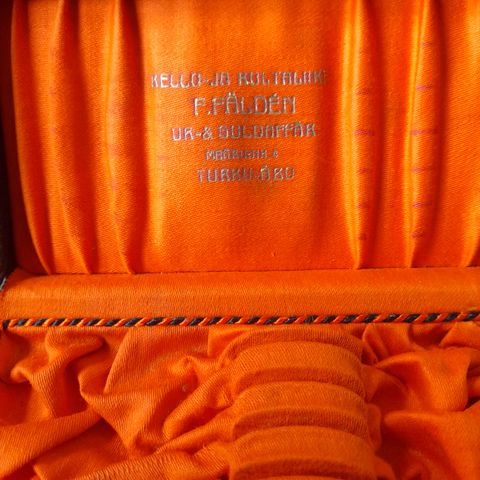 KELLO-JA KULTALIIKE
F.FÄLDÉN
UR-& GULDAFFÄR
TURKU.ÅBO